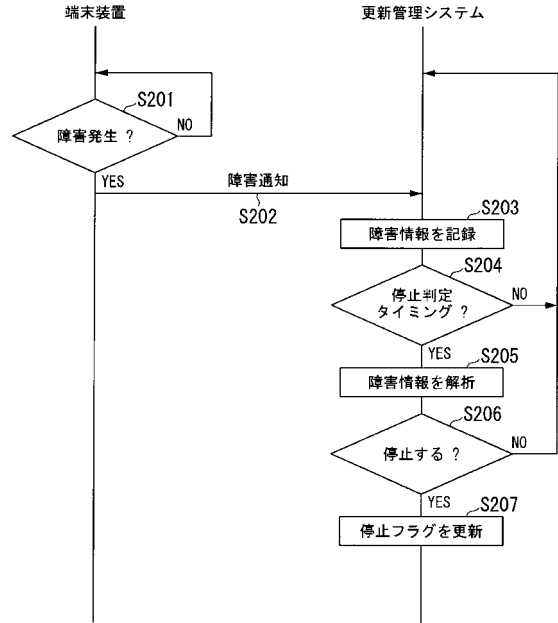 端末装置
更新管理システム
S201
障害発生 ?
NO
YES
障害通知
S202
S203
障害情報を記録
S204
停止判定
タイミング ?
NO
YES
S205
障害情報を解析
S206
停止する ?
NO
YES
S207
停止フラグを更新